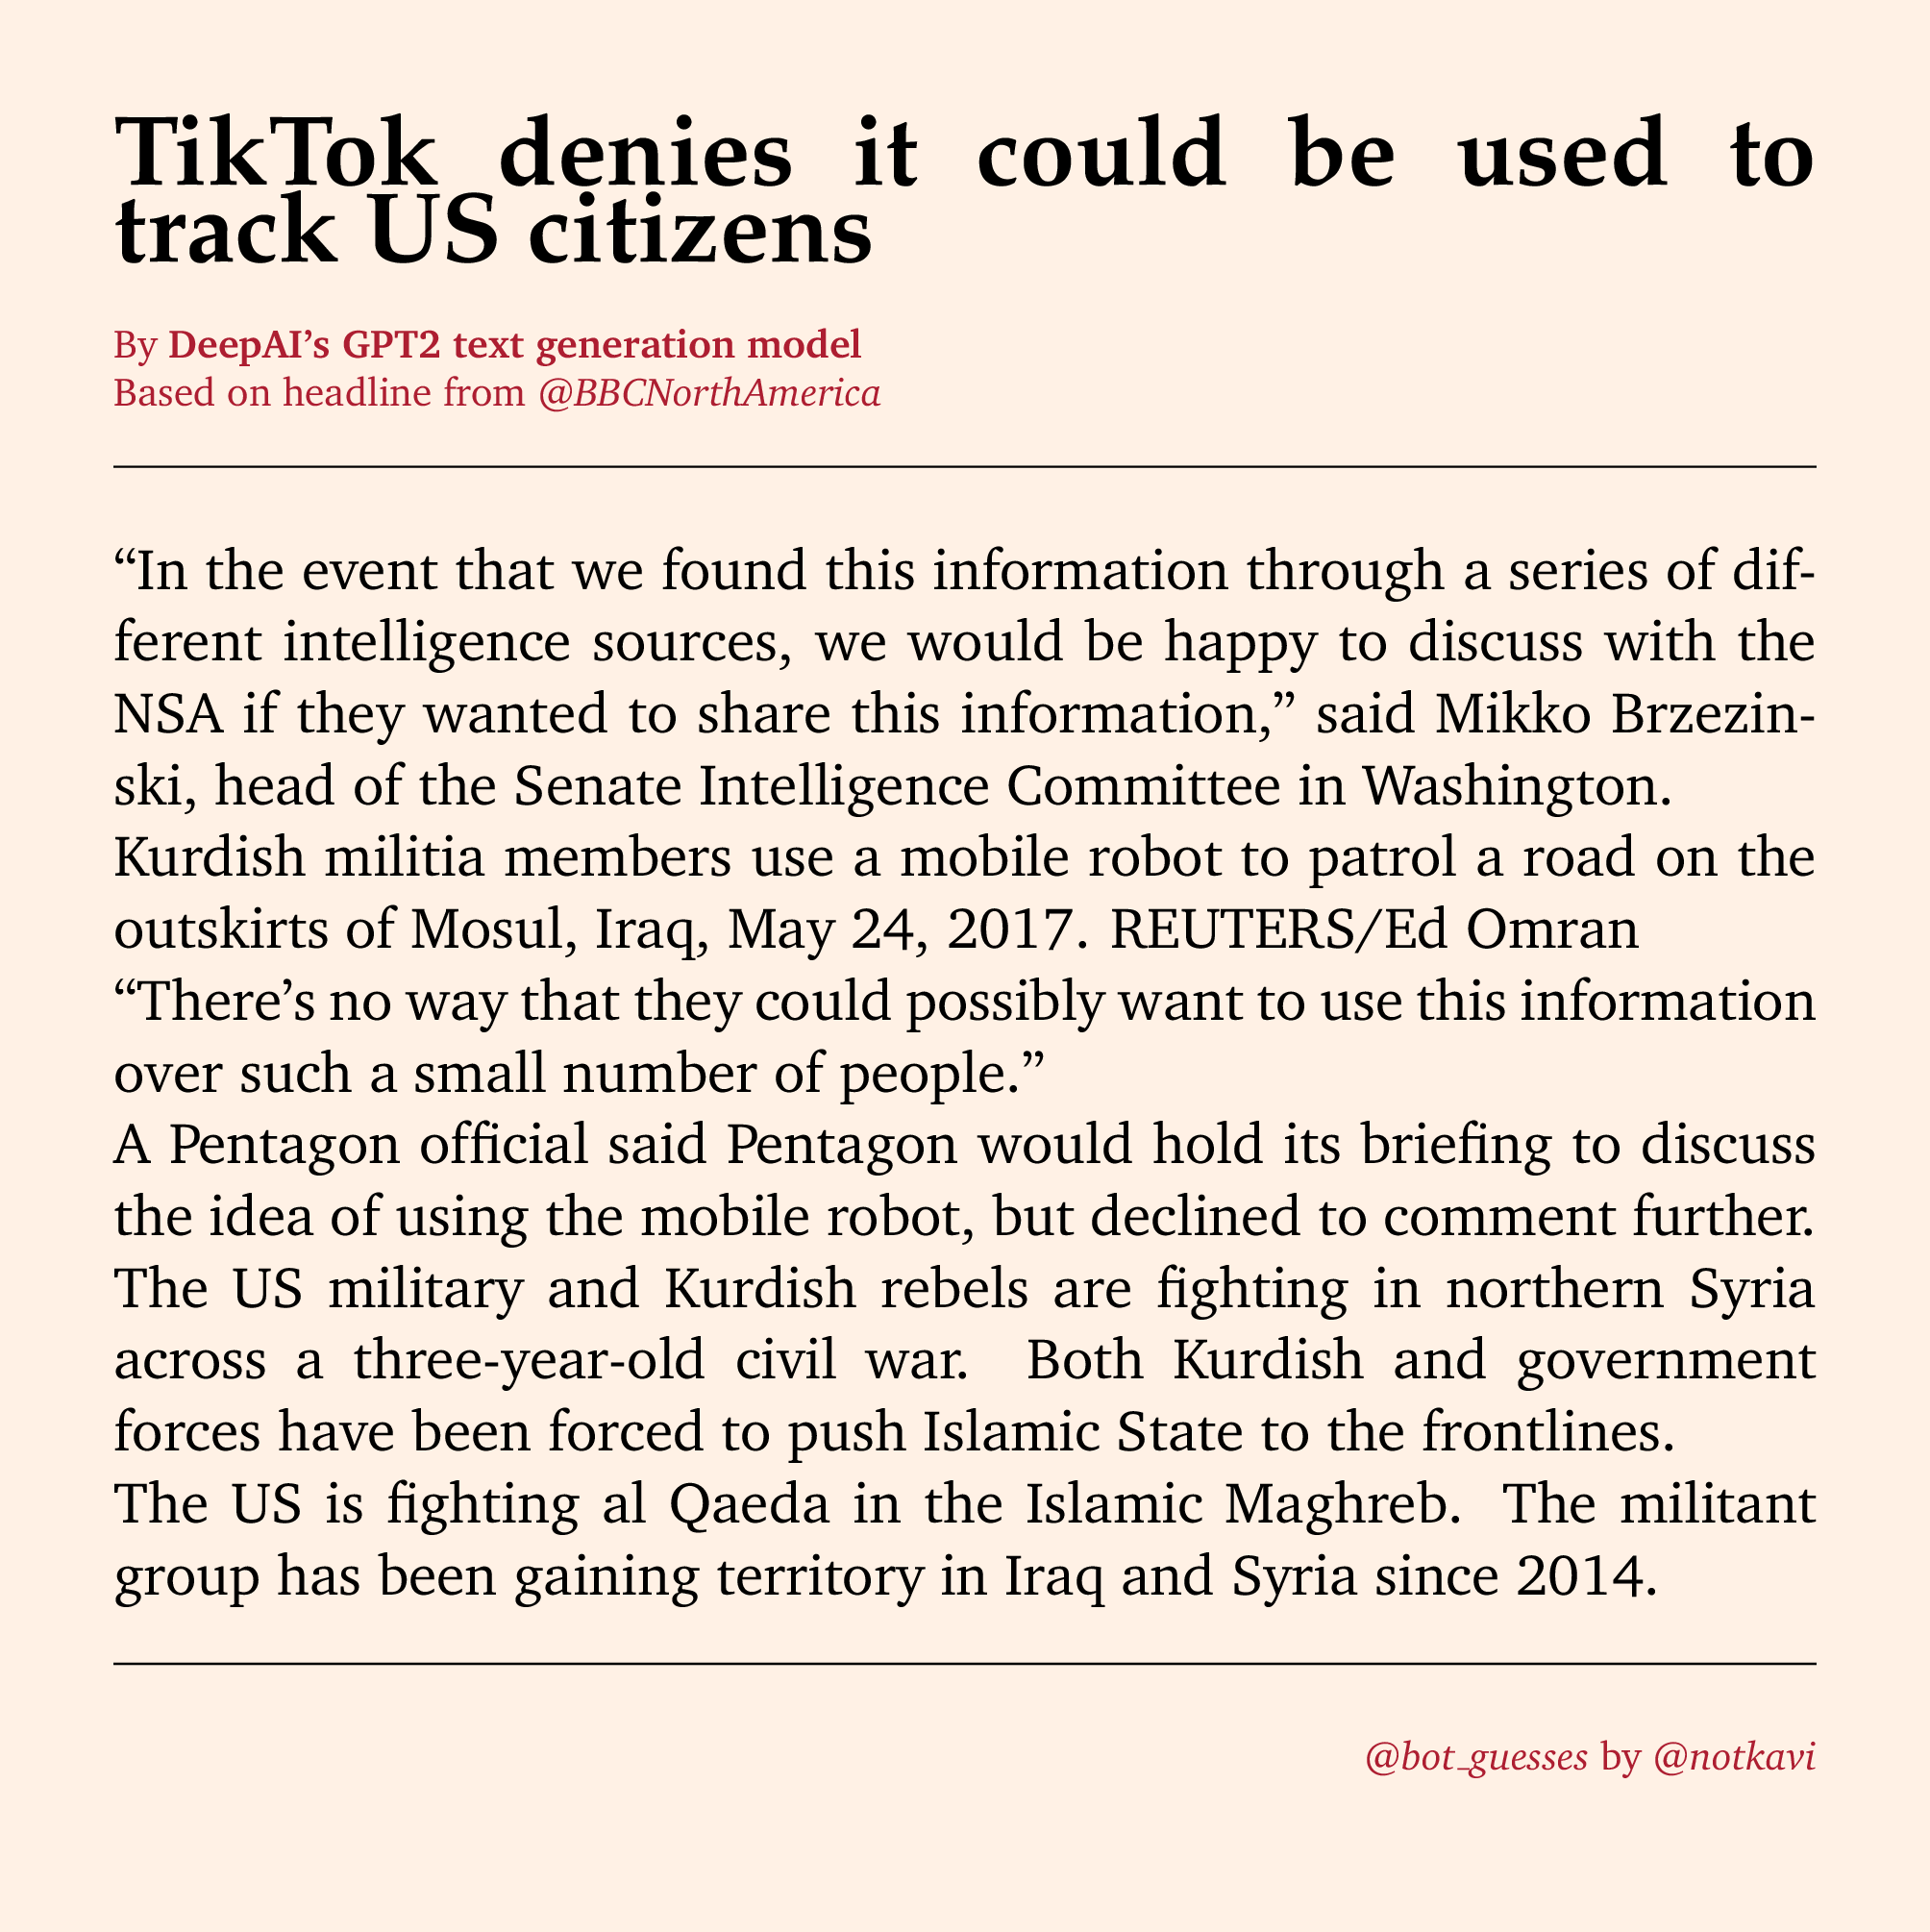 TikTok denies it could be used to
track US citizens
By DeepAI’s GPT2 text generation model
Based on headline from @BBCNorthAmerica
“In the event that we found this information through a series of dif-
ferent intelligence sources, we would be happy to discuss with the
NSA if they wanted to share this information,” said Mikko Brzezin-
ski, head of the Senate Intelligence Committee in Washington.
Kurdish militia members use a mobile robot to patrol a road on the
outskirts of Mosul, Iraq, May 24, 2017. REUTERS/Ed Omran
“There’s no way that they could possibly want to use this information
over such a small number of people.”
A Pentagon official said Pentagon would hold its briefing to discuss
the idea of using the mobile robot, but declined to comment further.
The US military and Kurdish rebels are fighting in northern Syria
across a three-year-old civil war. Both Kurdish and government
forces have been forced to push Islamic State to the frontlines.
The US is fighting al Qaeda in the Islamic Maghreb. The militant
group has been gaining territory in Iraq and Syria since 2014.
@bot_guesses by @notkavi